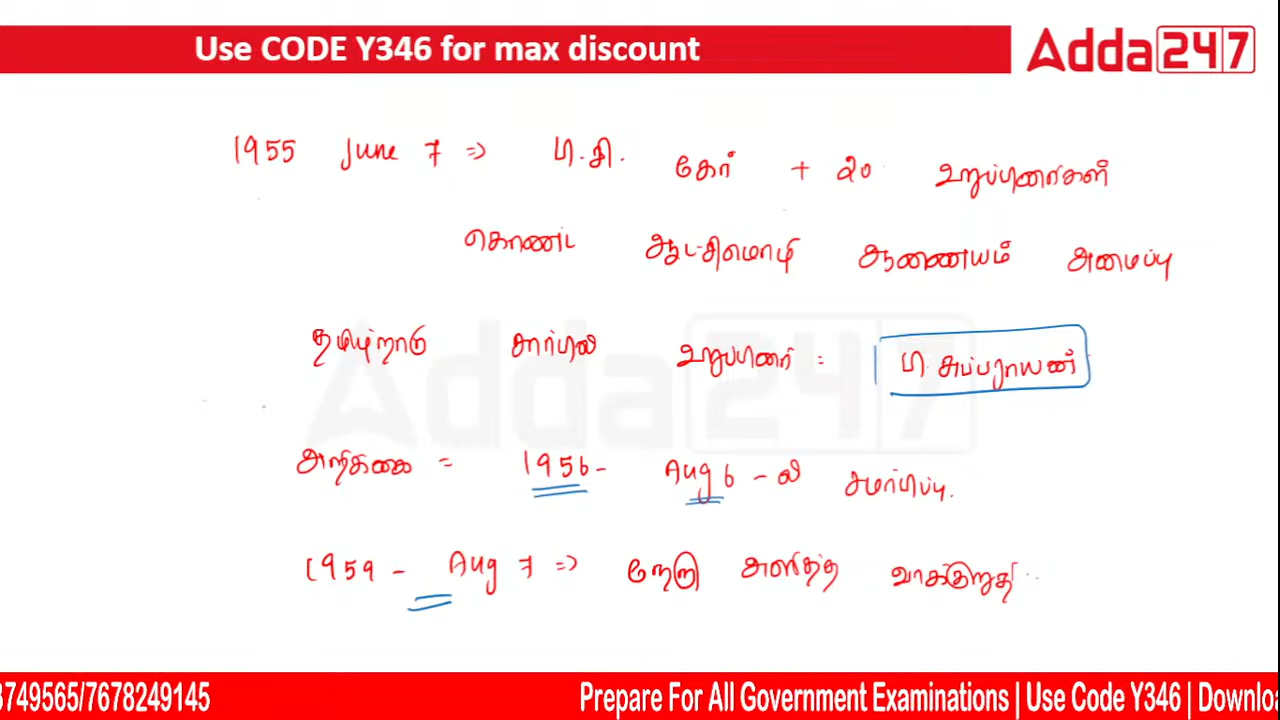 Use CODE Y346 for max discount
Adda247
1955 June 7 => பி.சி. கேர் + 20 உறுப்பினர்கள்
கொண்ட ஆட்சிமொழி ஆணையம் அமைப்பு
தமிழ்நாடு சார்பில் உறுப்பினர் : பி சுப்பராயன்
அறிக்கை = 1956 - Aug 6 - ல் சமர்பிப்பு.
1959 - Aug 7 => நேரு அளித்த வாக்குறுதி
Adda247
3749565/7678249145
Prepare For All Government Examinations | Use Code Y346 | Downlo